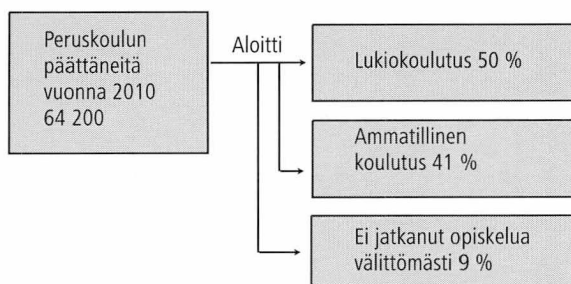 Peruskoulun
päättäneitä
vuonna 2010
64 200
Aloitti
Lukiokoulutus 50 %
Ammatillinen
koulutus 41 %
Ei jatkanut opiskelua
välittömästi 9 %